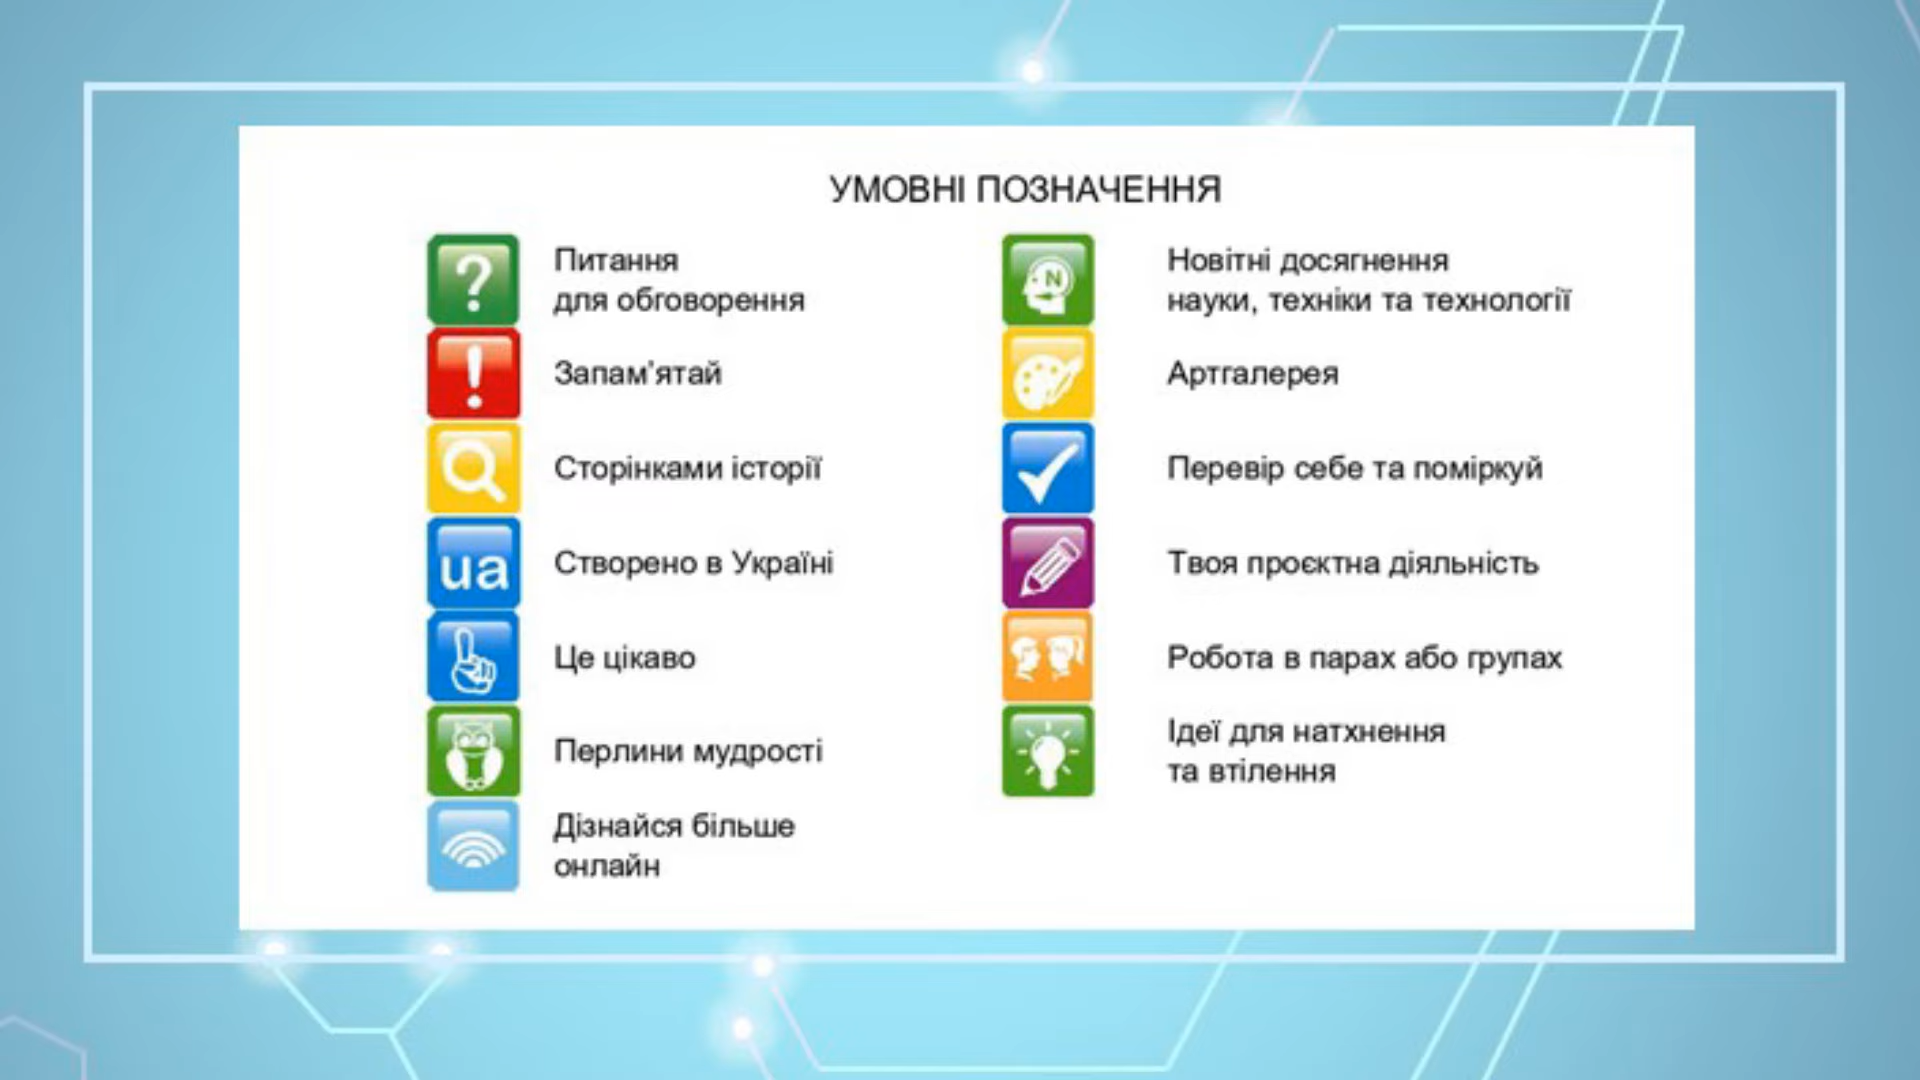 УМОВНІ ПОЗНАЧЕННЯ
?
Питання
для обговорення
!
Запам'ятай
Сторінками історії
ua
Створено в Україні
Це цікаво
Перлини мудрості
Дізнайся більше
онлайн
N
Новітні досягнення
науки, техніки та технології
Артгалерея
Перевір себе та поміркуй
Твоя проєктна діяльність
Робота в парах або групах
Ідеї для натхнення
та втілення